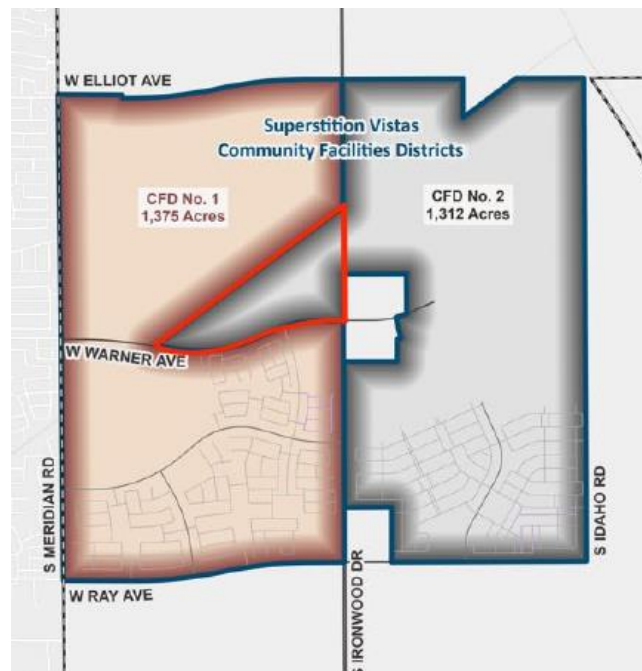 W ELLIOT AVE
Superstition Vistas
Community Facilities Districts
CFD No. 1
1,375 Acres
CFD No. 2
1,312 Acres
W WARNER AVE
S MERIDIAN RD
S IDAHO RD
W RAY AVE
S IRONWOOD DR